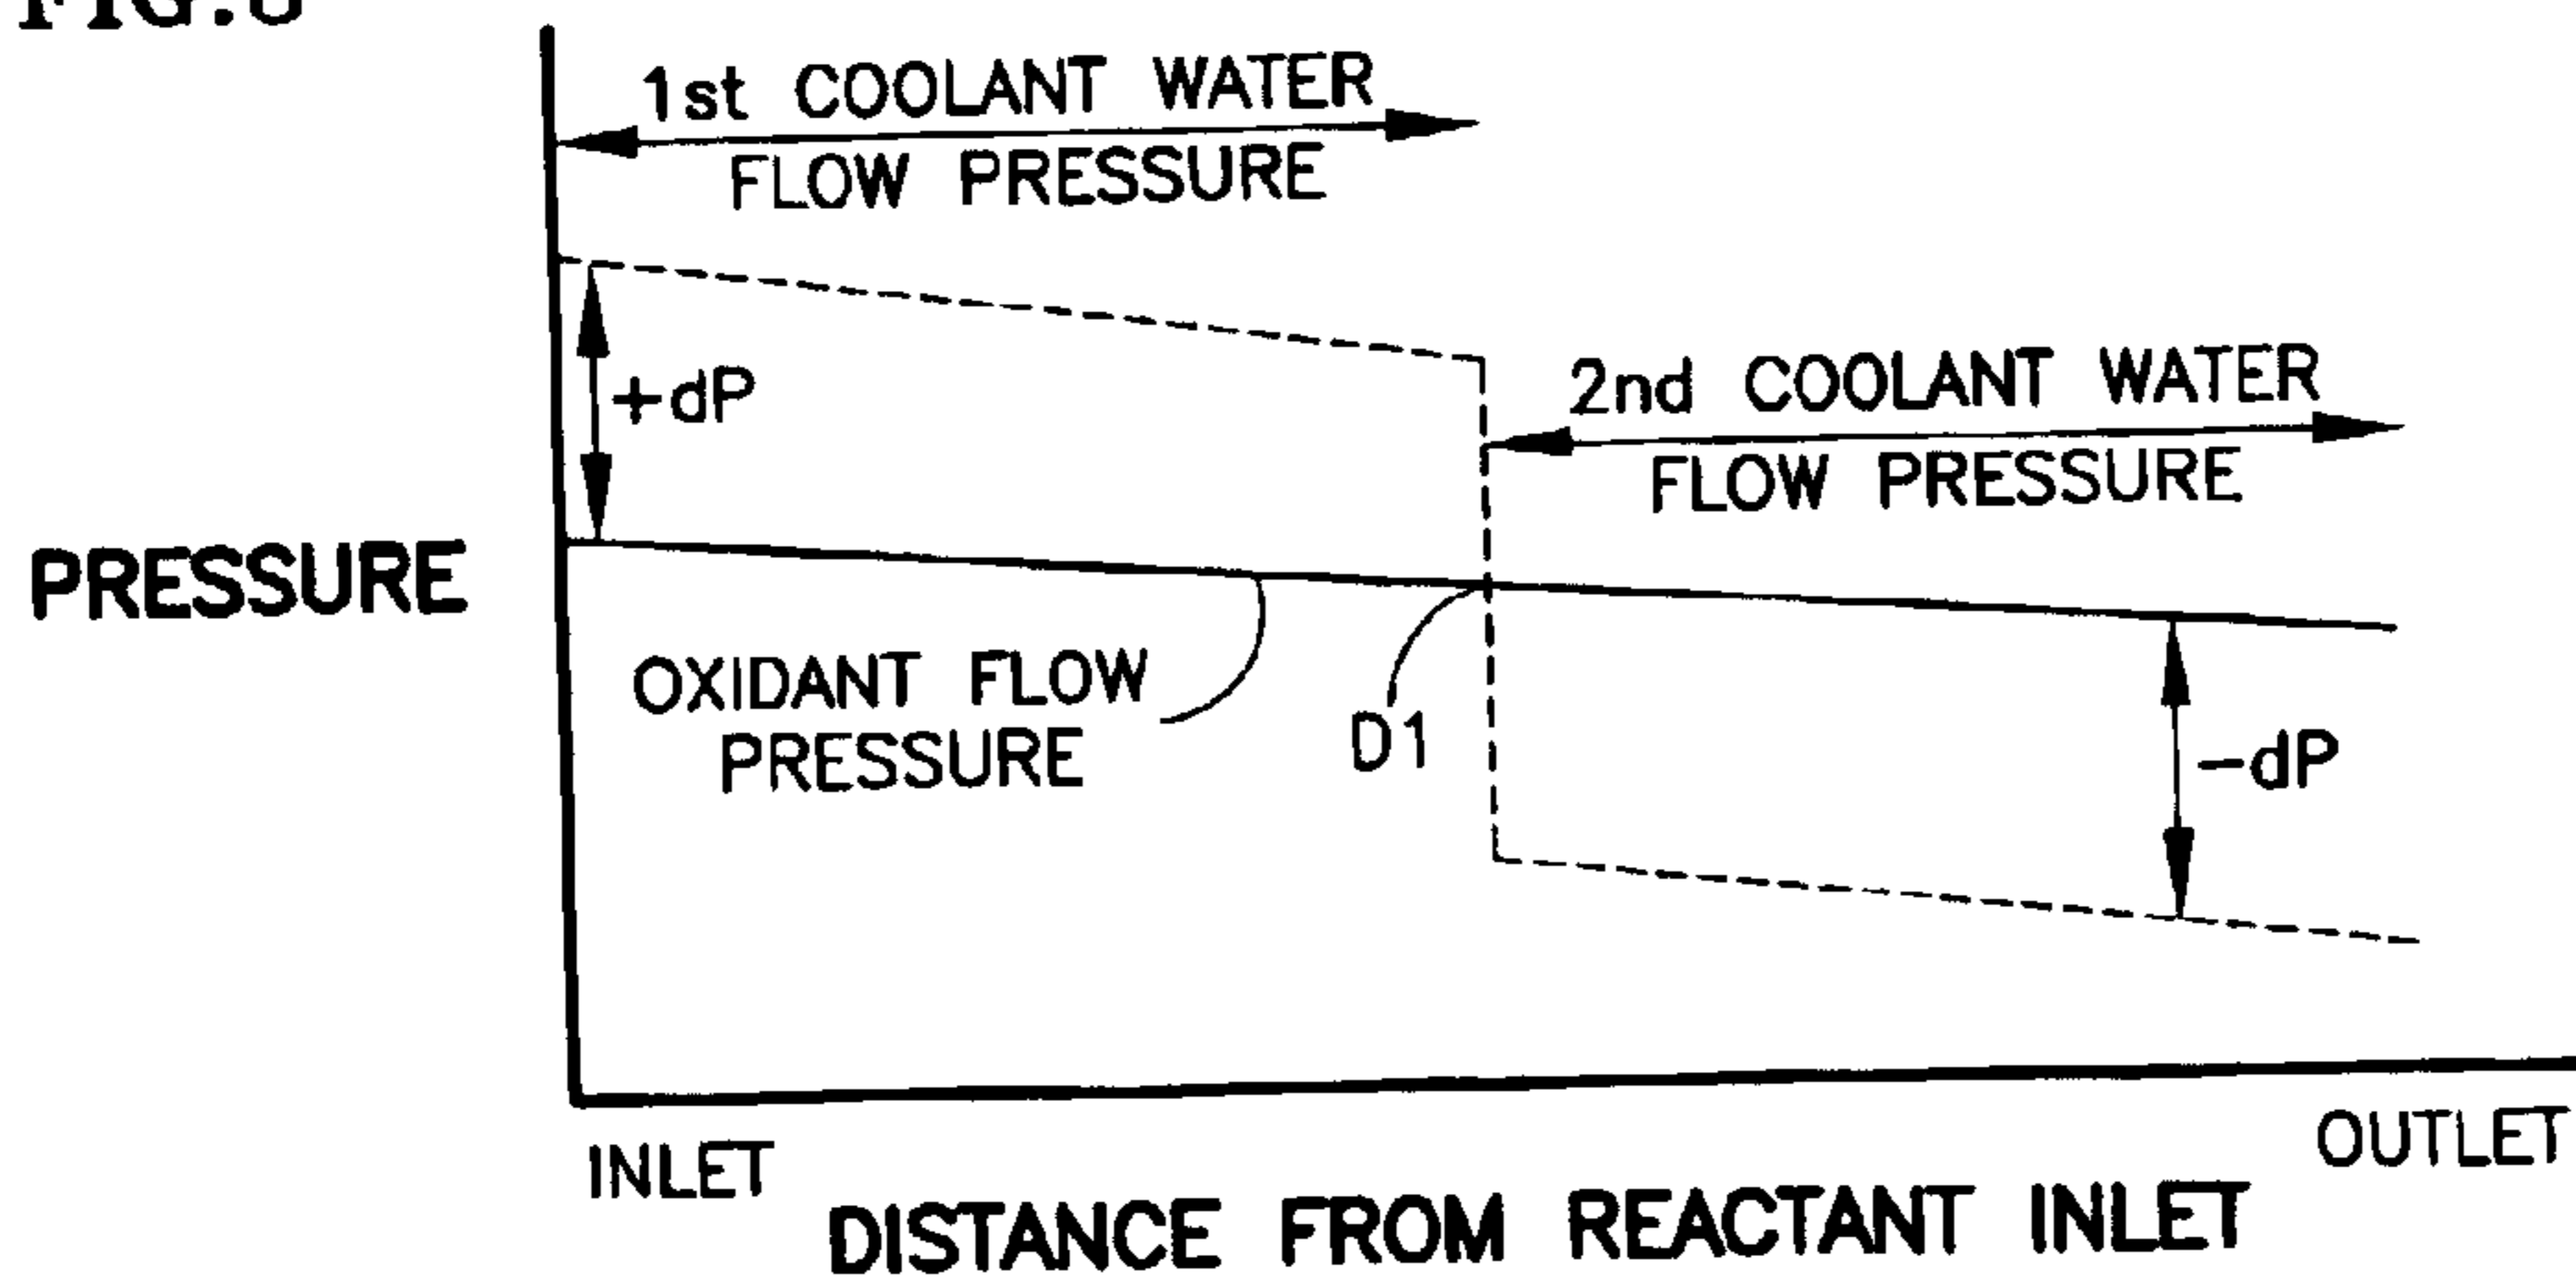 1st COOLANT WATER
FLOW PRESSURE
+dP
2nd COOLANT WATER
FLOW PRESSURE
PRESSURE
OXIDANT FLOW
PRESSURE
D1
-dP
INLET
OUTLET
DISTANCE FROM REACTANT INLET